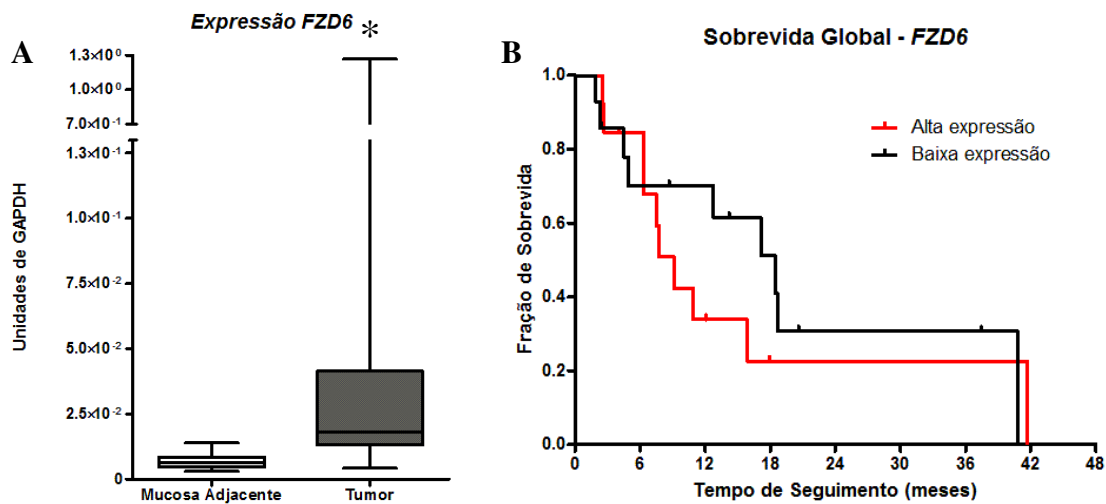 A
Expressão FZD6 *
Unidades de GAPDH
1.3×10⁰
1.0×10⁰
7.0×10⁻¹
1.3×10⁻¹
1.0×10⁻¹
7.5×10⁻²
5.0×10⁻²
2.5×10⁻²
0
Mucosa Adjacente
Tumor
B
Sobrevida Global - FZD6
Alta expressão
Baixa expressão
Fração de Sobrevida
1.0
0.8
0.6
0.4
0.2
0.0
0 6 12 18 24 30 36 42 48
Tempo de Seguimento (meses)